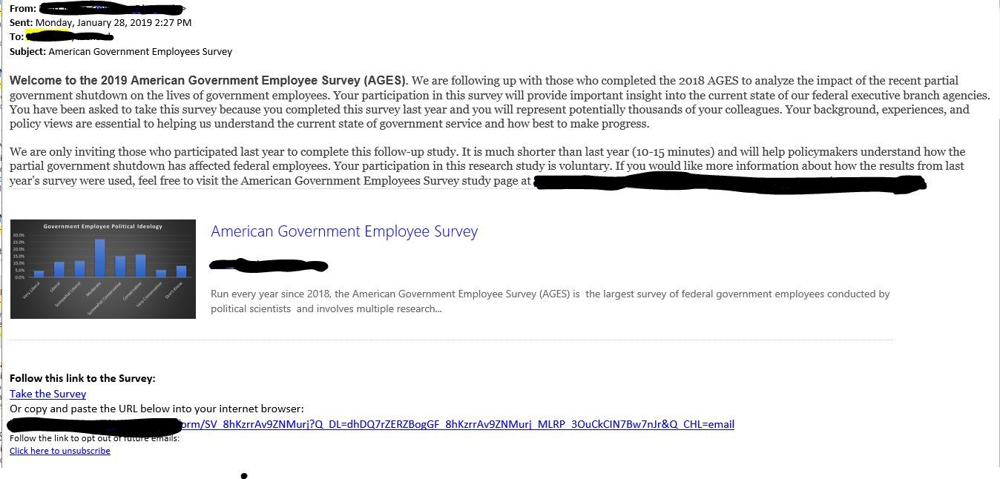 From:
Sent: Monday, January 28, 2019 2:27 PM
To:
Subject: American Government Employees Survey
Welcome to the 2019 American Government Employee Survey (AGES). We are following up with those who completed the 2018 AGES to analyze the impact of the recent partial
government shutdown on the lives of government employees. Your participation in this survey will provide important insight into the current state of our federal executive branch agencies.
You have been asked to take this survey because you completed this survey last year and you will represent potentially thousands of your colleagues. Your background, experiences, and
policy views are essential to helping us understand the current state of government service and how best to make progress.
We are only inviting those who participated last year to complete this follow-up study. It is much shorter than last year (10-15 minutes) and will help policymakers understand how the
partial government shutdown has affected federal employees. Your participation in this research study is voluntary. If you would like more information about how the results from last
year's survey were used, feel free to visit the American Government Employees Survey study page at
Government Employee Political Ideology
30.0%
25.0%
20.0%
15.0%
10.0%
5.0%
0.0%
Very Liberal
Liberal
Somewhat Liberal
Moderate
Somewhat Conservative
Conservative
Very Conservative
Don't Know
American Government Employee Survey
Run every year since 2018, the American Government Employee Survey (AGES) is the largest survey of federal government employees conducted by
political scientists and involves multiple research...
Follow this link to the Survey:
Take the Survey
Or copy and paste the URL below into your internet browser:
orm/SV_8hKzrrAv9ZNMurj?Q_DL=dhDQ7rZERZBogGF_8hKzrrAv9ZNMurj_MLRP_3OuCkCIN7Bw7nJr&Q_CHL=email
Follow the link to opt out of future emails:
Click here to unsubscribe